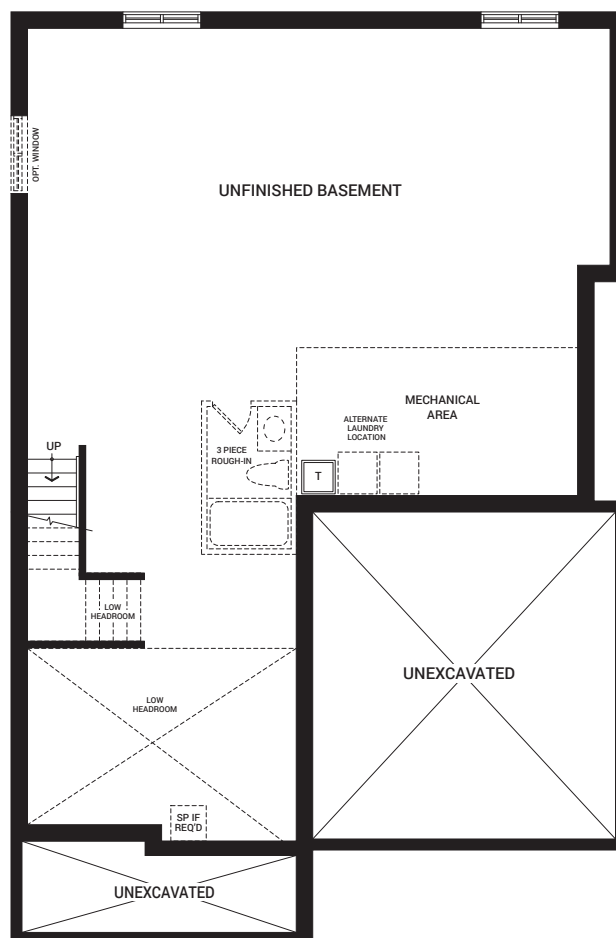 OPT. WINDOW
UNFINISHED BASEMENT
MECHANICAL
AREA
ALTERNATE
LAUNDRY
LOCATION
UP
3 PIECE
ROUGH-IN
T
LOW
HEADROOM
UNEXCAVATED
LOW
HEADROOM
SP IF
REQ'D
UNEXCAVATED